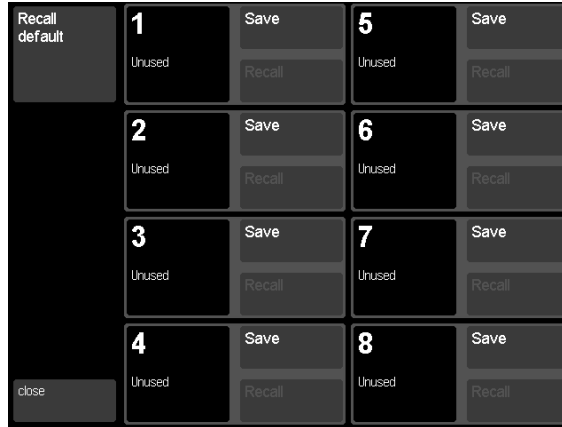 Recall
default
1
Save
Unused
Recall
5
Save
Unused
Recall
2
Save
Unused
Recall
6
Save
Unused
Recall
3
Save
Unused
Recall
7
Save
Unused
Recall
4
Save
Unused
Recall
8
Save
Unused
Recall
close